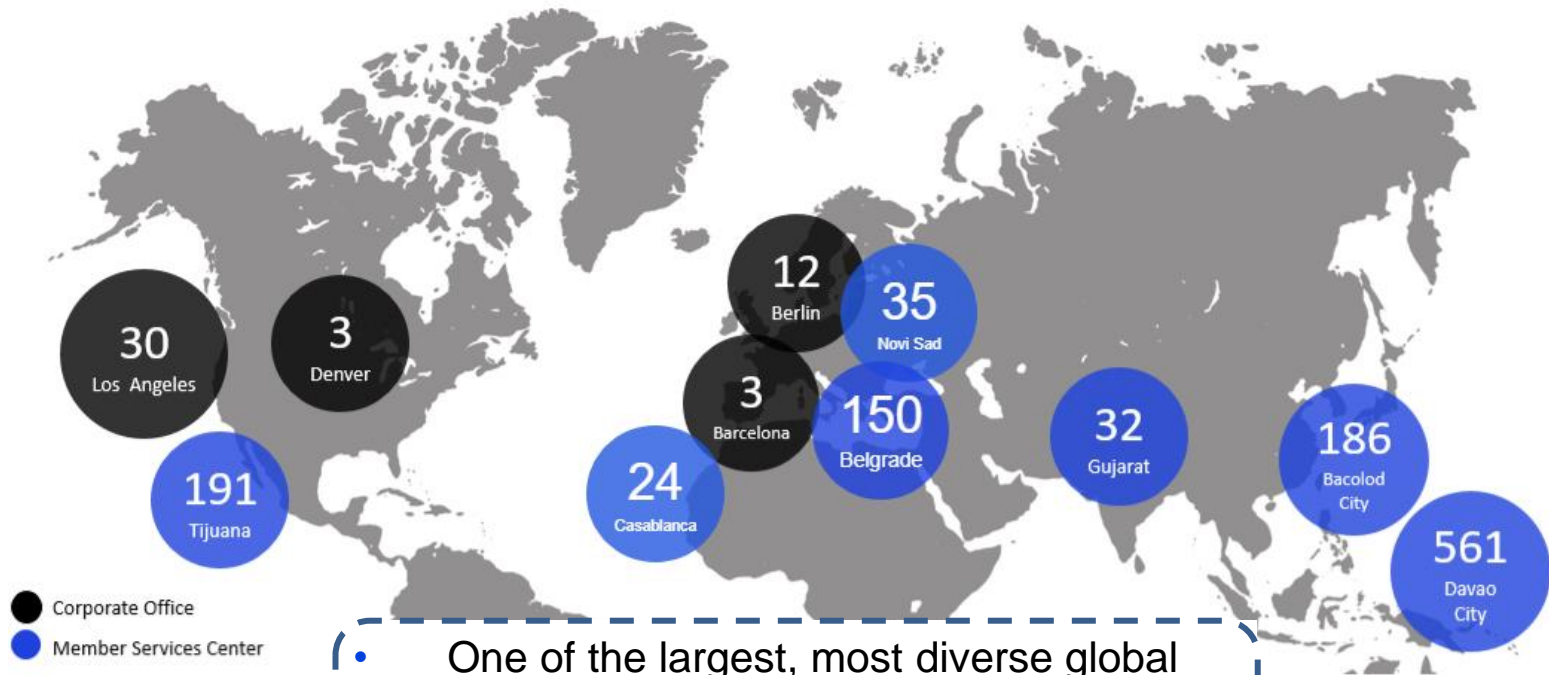 12
Berlin
35
Novi Sad
30
Los Angeles
3
Denver
3
Barcelona
150
Belgrade
32
Gujarat
186
Bacolod
City
24
Casablanca
191
Tijuana
561
Davao
City
Corporate Office
Member Services Center
• One of the largest, most diverse global